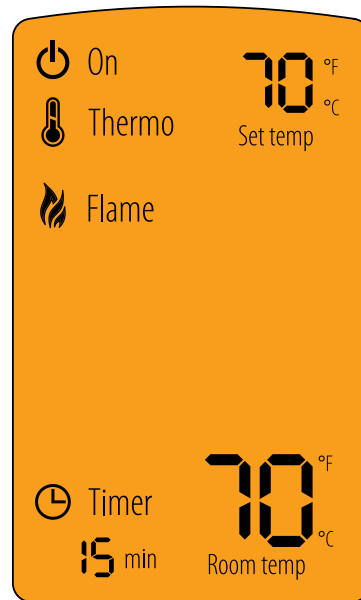 On
70 °F
°C
Thermo
Set temp
Flame
Timer
70 °F
°C
15 min
Room temp